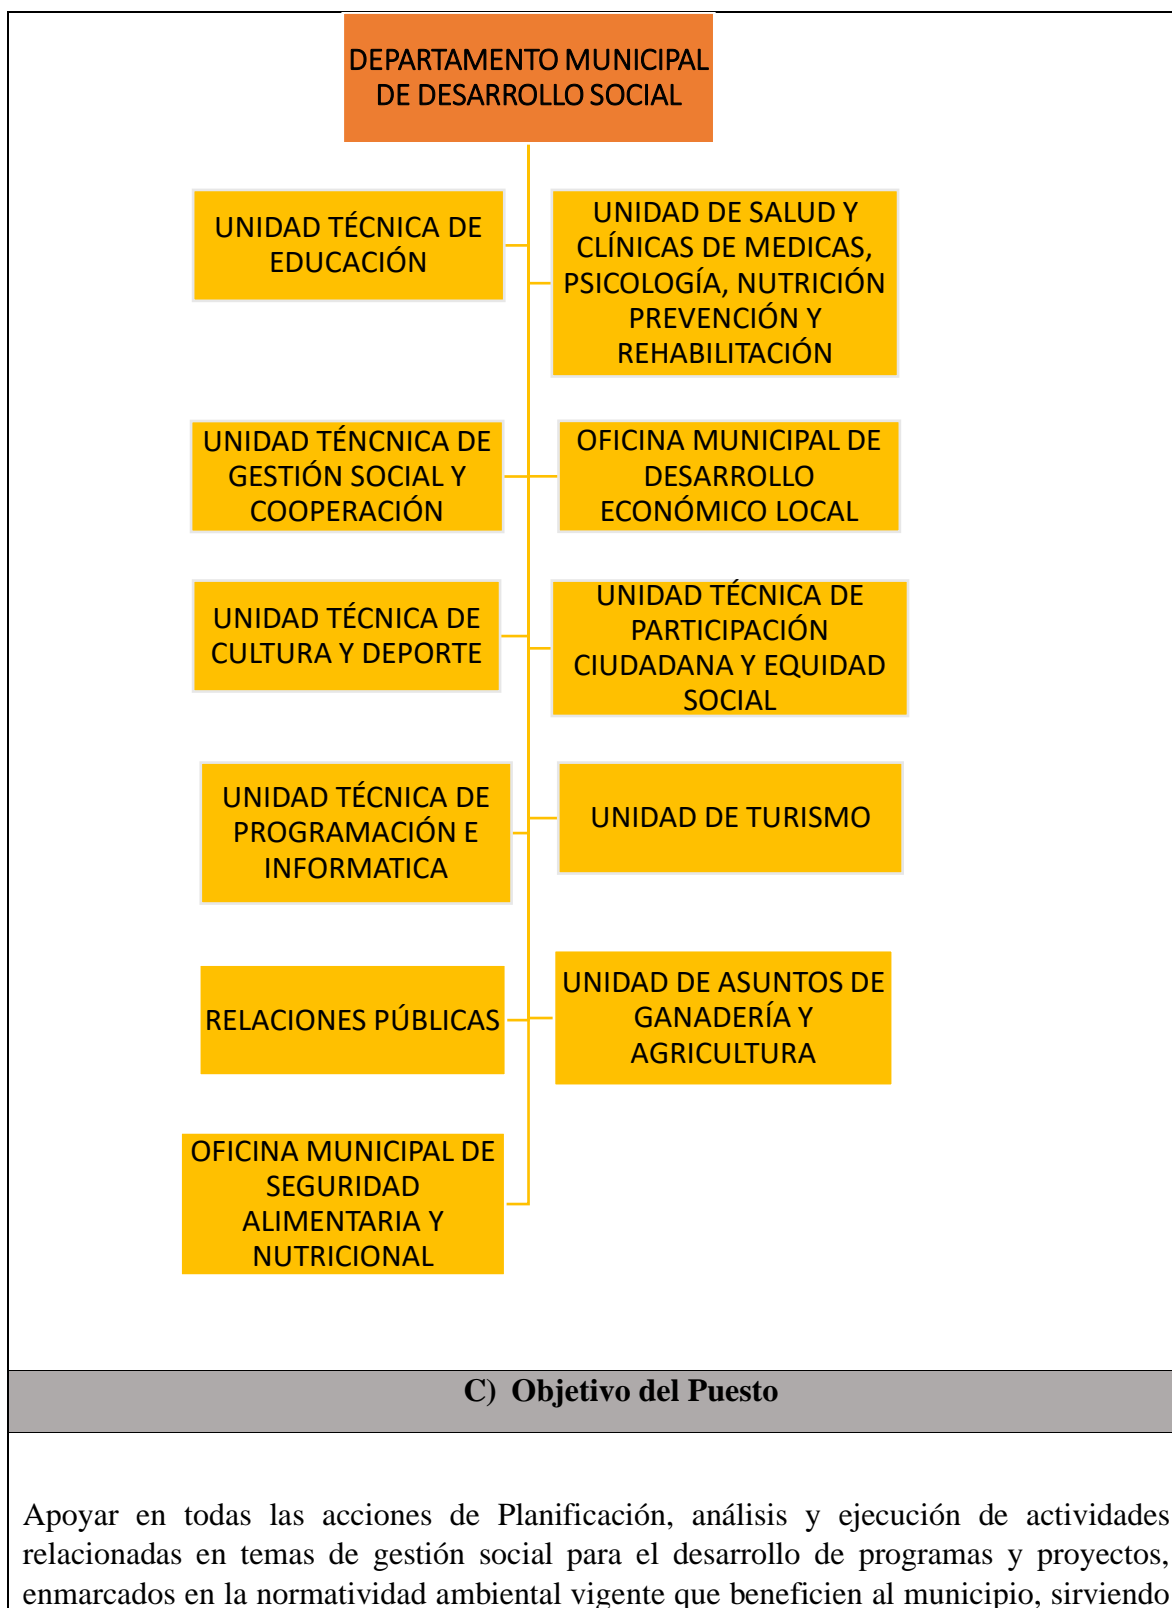 DEPARTAMENTO MUNICIPAL
DE DESARROLLO SOCIAL
UNIDAD TÉCNICA DE
EDUCACIÓN
UNIDAD DE SALUD Y
CLÍNICAS DE MEDICAS,
PSICOLOGÍA, NUTRICIÓN
PREVENCIÓN Y
REHABILITACIÓN
UNIDAD TÉNCNICA DE
GESTIÓN SOCIAL Y
COOPERACIÓN
OFICINA MUNICIPAL DE
DESARROLLO
ECONÓMICO LOCAL
UNIDAD TÉCNICA DE
CULTURA Y DEPORTE
UNIDAD TÉCNICA DE
PARTICIPACIÓN
CIUDADANA Y EQUIDAD
SOCIAL
UNIDAD TÉCNICA DE
PROGRAMACIÓN E
INFORMATICA
UNIDAD DE TURISMO
RELACIONES PÚBLICAS
UNIDAD DE ASUNTOS DE
GANADERÍA Y
AGRICULTURA
OFICINA MUNICIPAL DE
SEGURIDAD
ALIMENTARIA Y
NUTRICIONAL
C) Objetivo del Puesto
Apoyar en todas las acciones de Planificación, análisis y ejecución de actividades
relacionadas en temas de gestión social para el desarrollo de programas y proyectos,
enmarcados en la normatividad ambiental vigente que beneficien al municipio, sirviendo